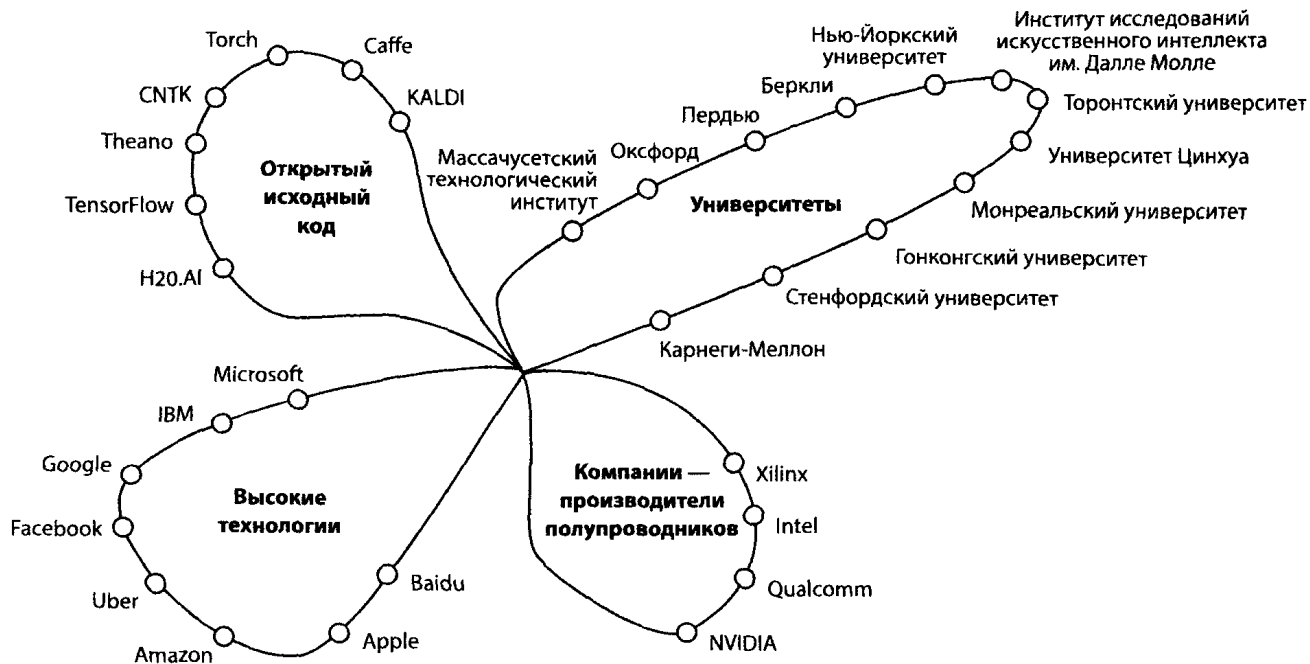 Torch
Caffe
CNTK
KALDI
Theano
TensorFlow
H20.AI
Открытый
исходный
код
Нью-Йоркский
университет
Институт исследований
искусственного интеллекта
им. Далле Молле
Беркли
Пердью
Торонтский университет
Оксфорд
Массачусетский
технологический
институт
Университет Цинхуа
Университеты
Монреальский университет
Гонконгский университет
Стенфордский университет
Карнеги-Меллон
Microsoft
IBM
Google
Facebook
Uber
Amazon
Apple
Baidu
Высокие
технологии
Компании —
производители
полупроводников
Xilinx
Intel
Qualcomm
NVIDIA